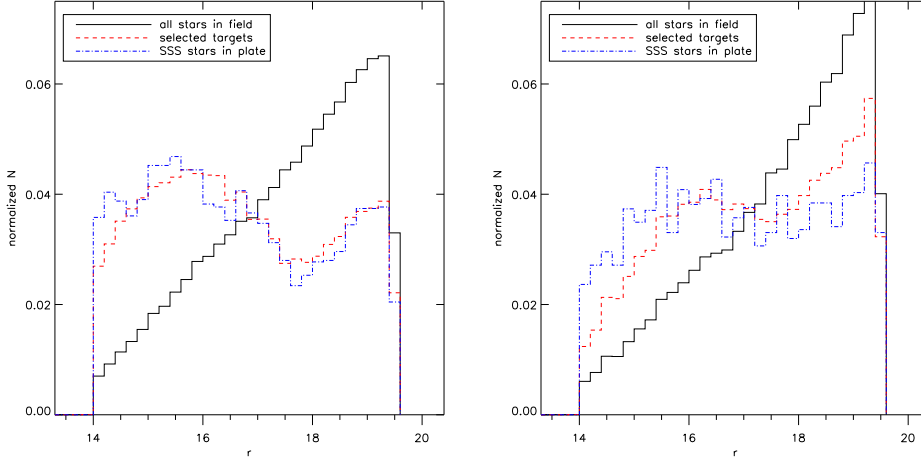 all stars in field
selected targets
SSS stars in plate
0.06
0.04
0.02
0.00
normalized N
14
16
18
20
r
all stars in field
selected targets
SSS stars in plate
0.06
0.04
0.02
0.00
normalized N
14
16
18
20
r